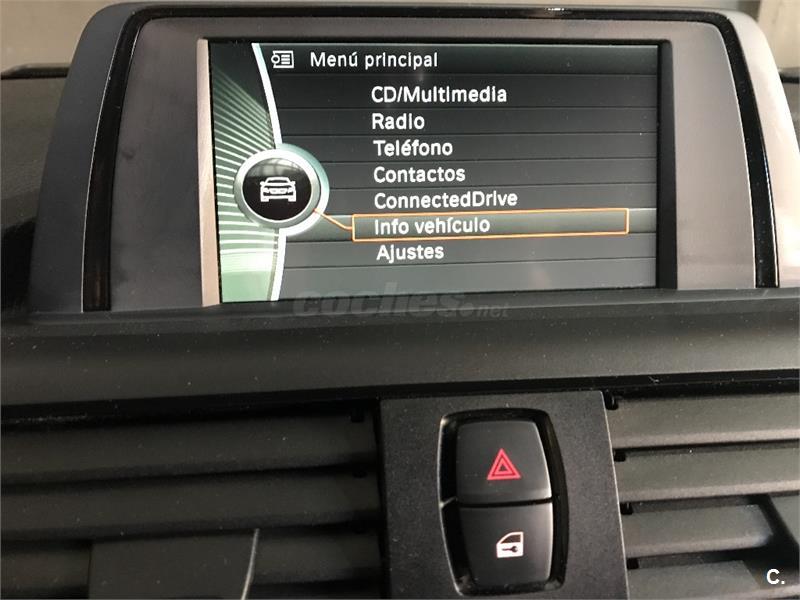 Menú principal
CD/Multimedia
Radio
Teléfono
Contactos
ConnectedDrive
Info vehículo
Ajustes
coches.net
C.